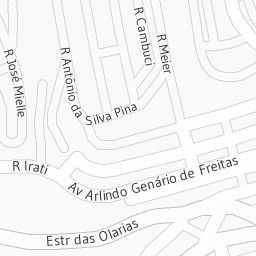 R José Mielle
R Antônio da
Silva Pina
R Cambuci
R Meier
R Irati
Av Arlindo Genário de Freitas
Estr das Olarias